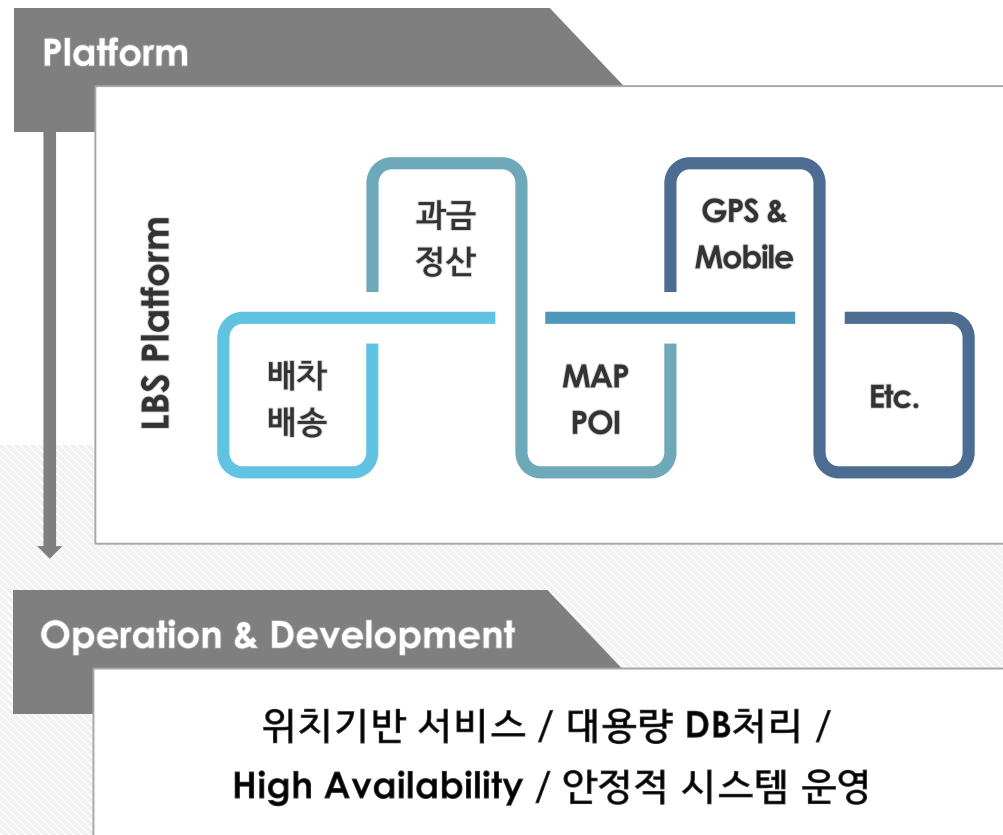 Platform
LBS Platform
과금
정산
GPS &
Mobile
배차
배송
MAP
POI
Etc.
Operation & Development
위치기반 서비스 / 대용량 DB처리 /
High Availability / 안정적 시스템 운영